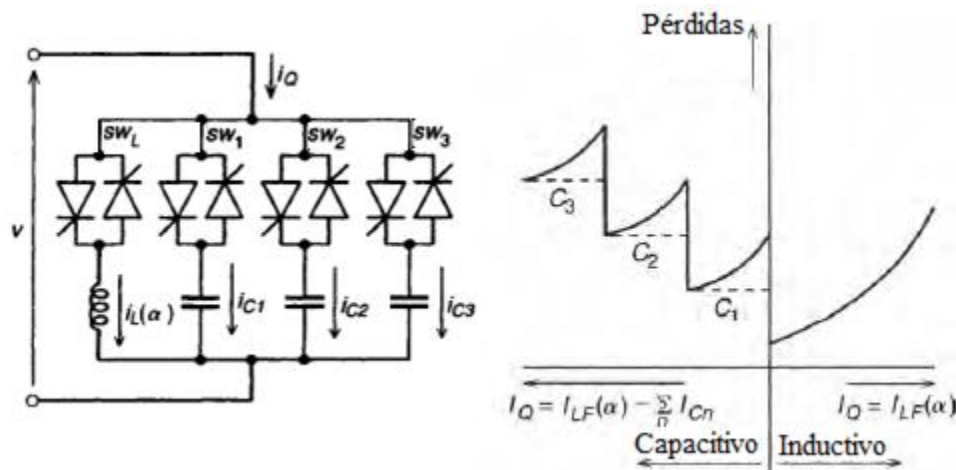 i_Q
sw_L
sw_1
sw_2
sw_3
v
i_L(α)
i_C1
i_C2
i_C3
Pérdidas
C_3
C_2
C_1
I_Q = I_LF(α) − Σ_n I_Cn
I_Q = I_LF(α)
Capacitivo
Inductivo